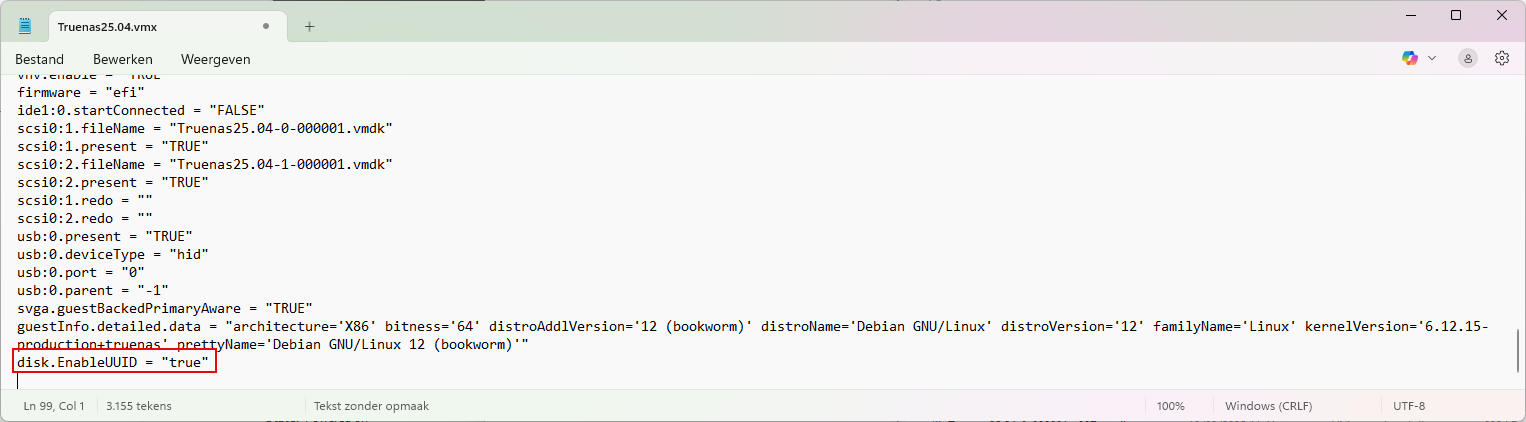 Truenas25.04.vmx
Bestand Bewerken Weergeven
vhv.enable = "TRUE"
firmware = "efi"
ide1:0.startConnected = "FALSE"
scsi0:1.fileName = "Truenas25.04-0-000001.vmdk"
scsi0:1.present = "TRUE"
scsi0:2.fileName = "Truenas25.04-1-000001.vmdk"
scsi0:2.present = "TRUE"
scsi0:1.redo = ""
scsi0:2.redo = ""
usb:0.present = "TRUE"
usb:0.deviceType = "hid"
usb:0.port = "0"
usb:0.parent = "-1"
svga.guestBackedPrimaryAware = "TRUE"
guestInfo.detailed.data = "architecture='X86' bitness='64' distroAddlVersion='12 (bookworm)' distroName='Debian GNU/Linux' distroVersion='12' familyName='Linux' kernelVersion='6.12.15-
production+truenas' prettyName='Debian GNU/Linux 12 (bookworm)'"
disk.EnableUUID = "true"
Ln 99, Col 1 3.155 tekens Tekst zonder opmaak 100% Windows (CRLF) UTF-8